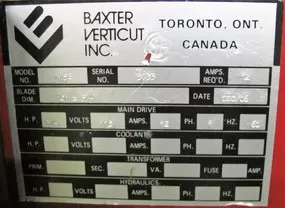 BAXTER
VERTICUT
INC.
TORONTO, ONT.
CANADA
MODEL NO. SERIAL NO. AMPS. REQ'D.
BLADE DIM. DATE
MAIN DRIVE
H.P. VOLTS AMPS. PH. HZ. 60
COOLANT
H.P. VOLTS AMPS. PH. HZ.
TRANSFORMER
PRIM. SEC. VA. FUSE AMP.
HYDRAULICS
H.P. VOLTS AMPS. PH. HZ.